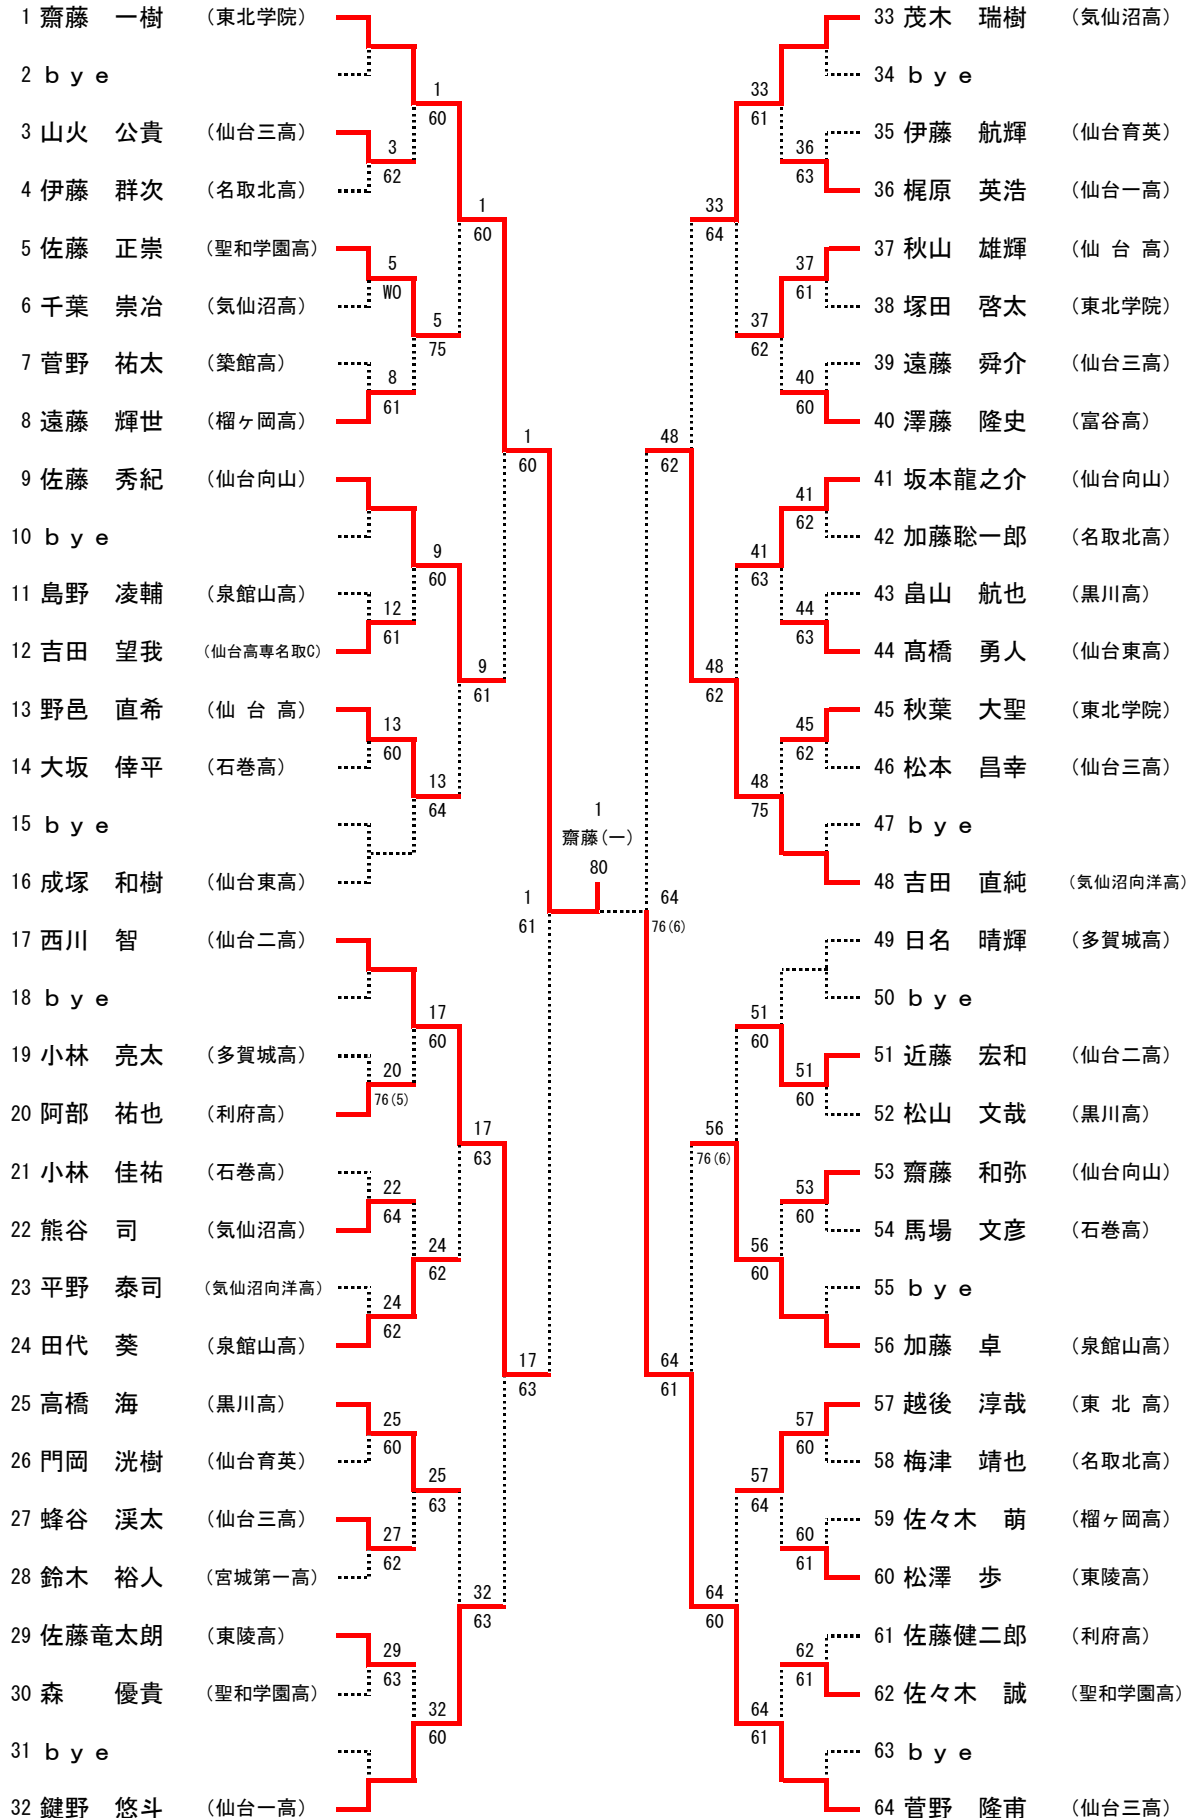 1 齋藤　一樹 (東北学院)
2 ｂｙｅ
3 山火　公貴 (仙台三高)
4 伊藤　群次 (名取北高)
5 佐藤　正崇 (聖和学園高)
6 千葉　崇冶 (気仙沼高)
7 菅野　祐太 (築館高)
8 遠藤　輝世 (榴ヶ岡高)
9 佐藤　秀紀 (仙台向山)
10 ｂｙｅ
11 島野　凌輔 (泉館山高)
12 吉田　望我 (仙台高専名取C)
13 野邑　直希 (仙 台 高)
14 大坂　倖平 (石巻高)
15 ｂｙｅ
16 成塚　和樹 (仙台東高)
17 西川　智 (仙台二高)
18 ｂｙｅ
19 小林　亮太 (多賀城高)
20 阿部　祐也 (利府高)
21 小林　佳祐 (石巻高)
22 熊谷　司 (気仙沼高)
23 平野　泰司 (気仙沼向洋高)
24 田代　葵 (泉館山高)
25 高橋　海 (黒川高)
26 門岡　洸樹 (仙台育英)
27 蜂谷　渓太 (仙台三高)
28 鈴木　裕人 (宮城第一高)
29 佐藤竜太朗 (東陵高)
30 森　　優貴 (聖和学園高)
31 ｂｙｅ
32 鍵野　悠斗 (仙台一高)
3
62
5
W0
8
61
12
61
13
60
20
76(5)
22
64
24
62
25
60
27
62
29
63
1
60
5
75
9
60
13
64
17
60
24
62
25
63
32
60
1
60
9
61
17
63
32
63
1
60
17
63
1
61
1
齋藤(一)
80
64
76(6)
48
62
64
61
33
64
48
62
56
76(6)
64
60
33
61
37
62
41
63
48
75
51
60
56
60
57
64
64
61
36
63
37
61
40
60
41
62
44
63
45
62
51
60
53
60
57
60
60
61
62
61
33 茂木　瑞樹 (気仙沼高)
34 ｂｙｅ
35 伊藤　航輝 (仙台育英)
36 梶原　英浩 (仙台一高)
37 秋山　雄輝 (仙 台 高)
38 塚田　啓太 (東北学院)
39 遠藤　舜介 (仙台三高)
40 澤藤　隆史 (富谷高)
41 坂本龍之介 (仙台向山)
42 加藤聡一郎 (名取北高)
43 畠山　航也 (黒川高)
44 髙橋　勇人 (仙台東高)
45 秋葉　大聖 (東北学院)
46 松本　昌幸 (仙台三高)
47 ｂｙｅ
48 吉田　直純 (気仙沼向洋高)
49 日名　晴輝 (多賀城高)
50 ｂｙｅ
51 近藤　宏和 (仙台二高)
52 松山　文哉 (黒川高)
53 齋藤　和弥 (仙台向山)
54 馬場　文彦 (石巻高)
55 ｂｙｅ
56 加藤　卓 (泉館山高)
57 越後　淳哉 (東 北 高)
58 梅津　靖也 (名取北高)
59 佐々木　萌 (榴ヶ岡高)
60 松澤　歩 (東陵高)
61 佐藤健二郎 (利府高)
62 佐々木　誠 (聖和学園高)
63 ｂｙｅ
64 菅野　隆甫 (仙台三高)